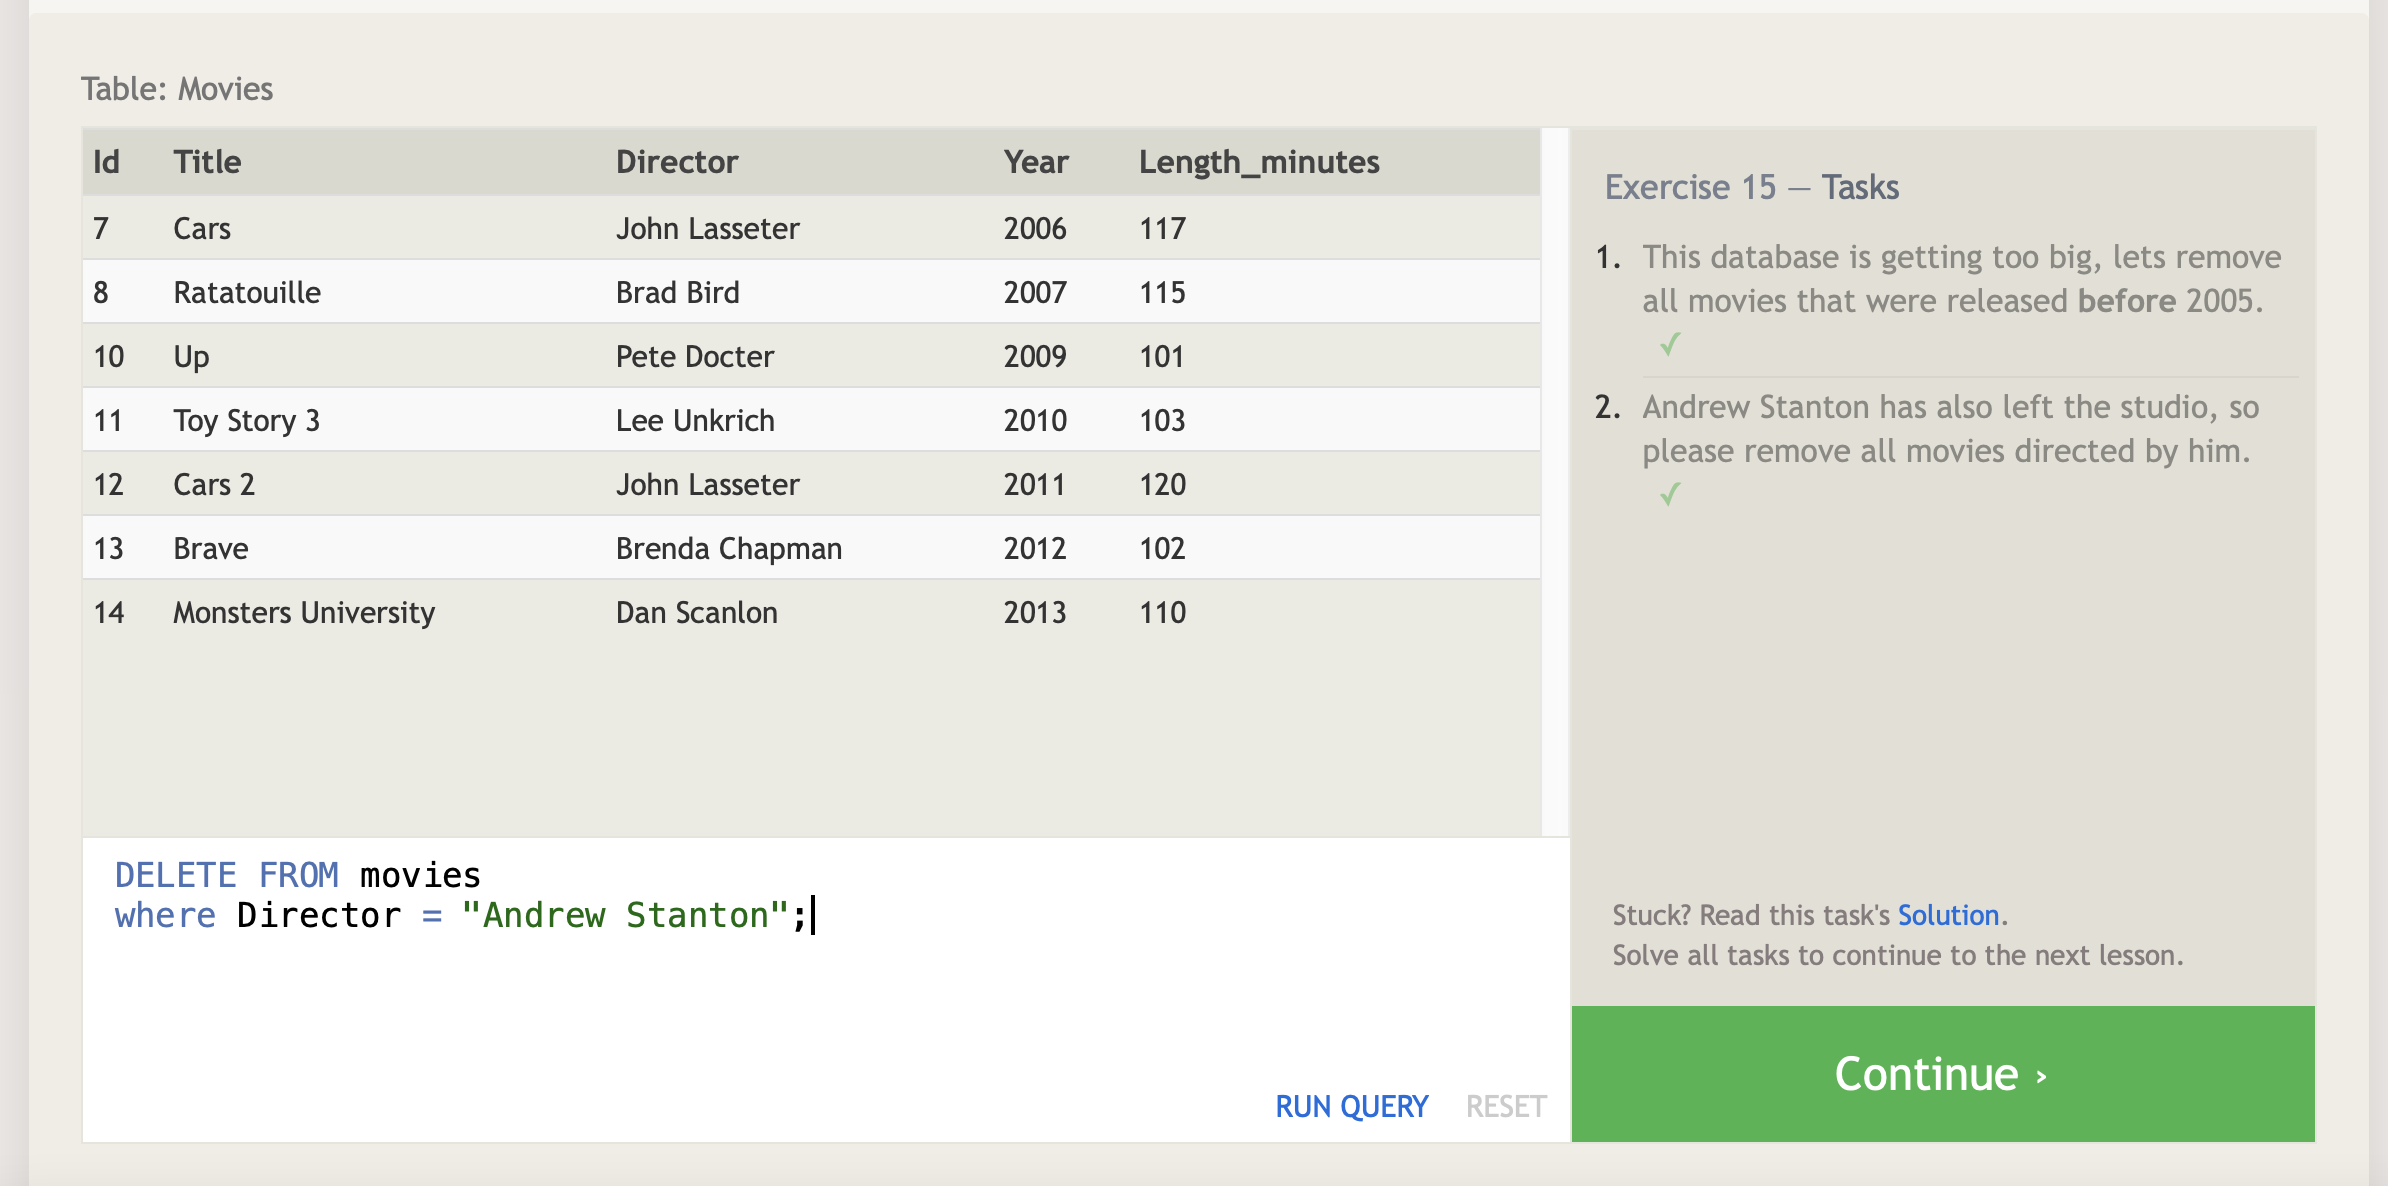 Table: Movies
Id Title Director Year Length_minutes
7 Cars John Lasseter 2006 117
8 Ratatouille Brad Bird 2007 115
10 Up Pete Docter 2009 101
11 Toy Story 3 Lee Unkrich 2010 103
12 Cars 2 John Lasseter 2011 120
13 Brave Brenda Chapman 2012 102
14 Monsters University Dan Scanlon 2013 110
DELETE FROM movies
where Director = "Andrew Stanton";
RUN QUERY RESET
Exercise 15 — Tasks
1. This database is getting too big, lets remove
all movies that were released before 2005.
✓
2. Andrew Stanton has also left the studio, so
please remove all movies directed by him.
✓
Stuck? Read this task's Solution.
Solve all tasks to continue to the next lesson.
Continue ›